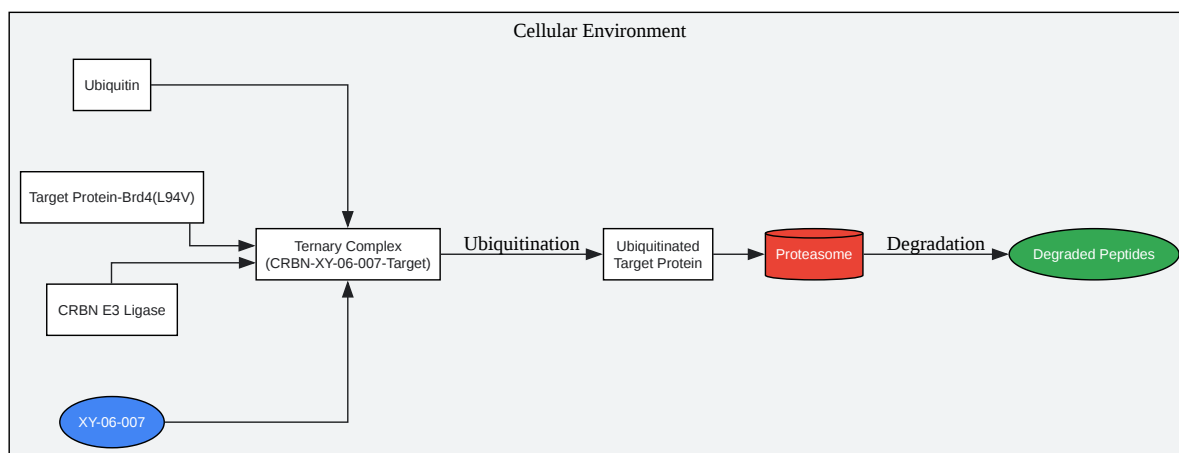 Cellular Environment
Ubiquitin
Target Protein-Brd4(L94V)
CRBN E3 Ligase
XY-06-007
Ternary Complex
(CRBN-XY-06-007-Target)
Ubiquitination
Ubiquitinated
Target Protein
Proteasome
Degradation
Degraded Peptides